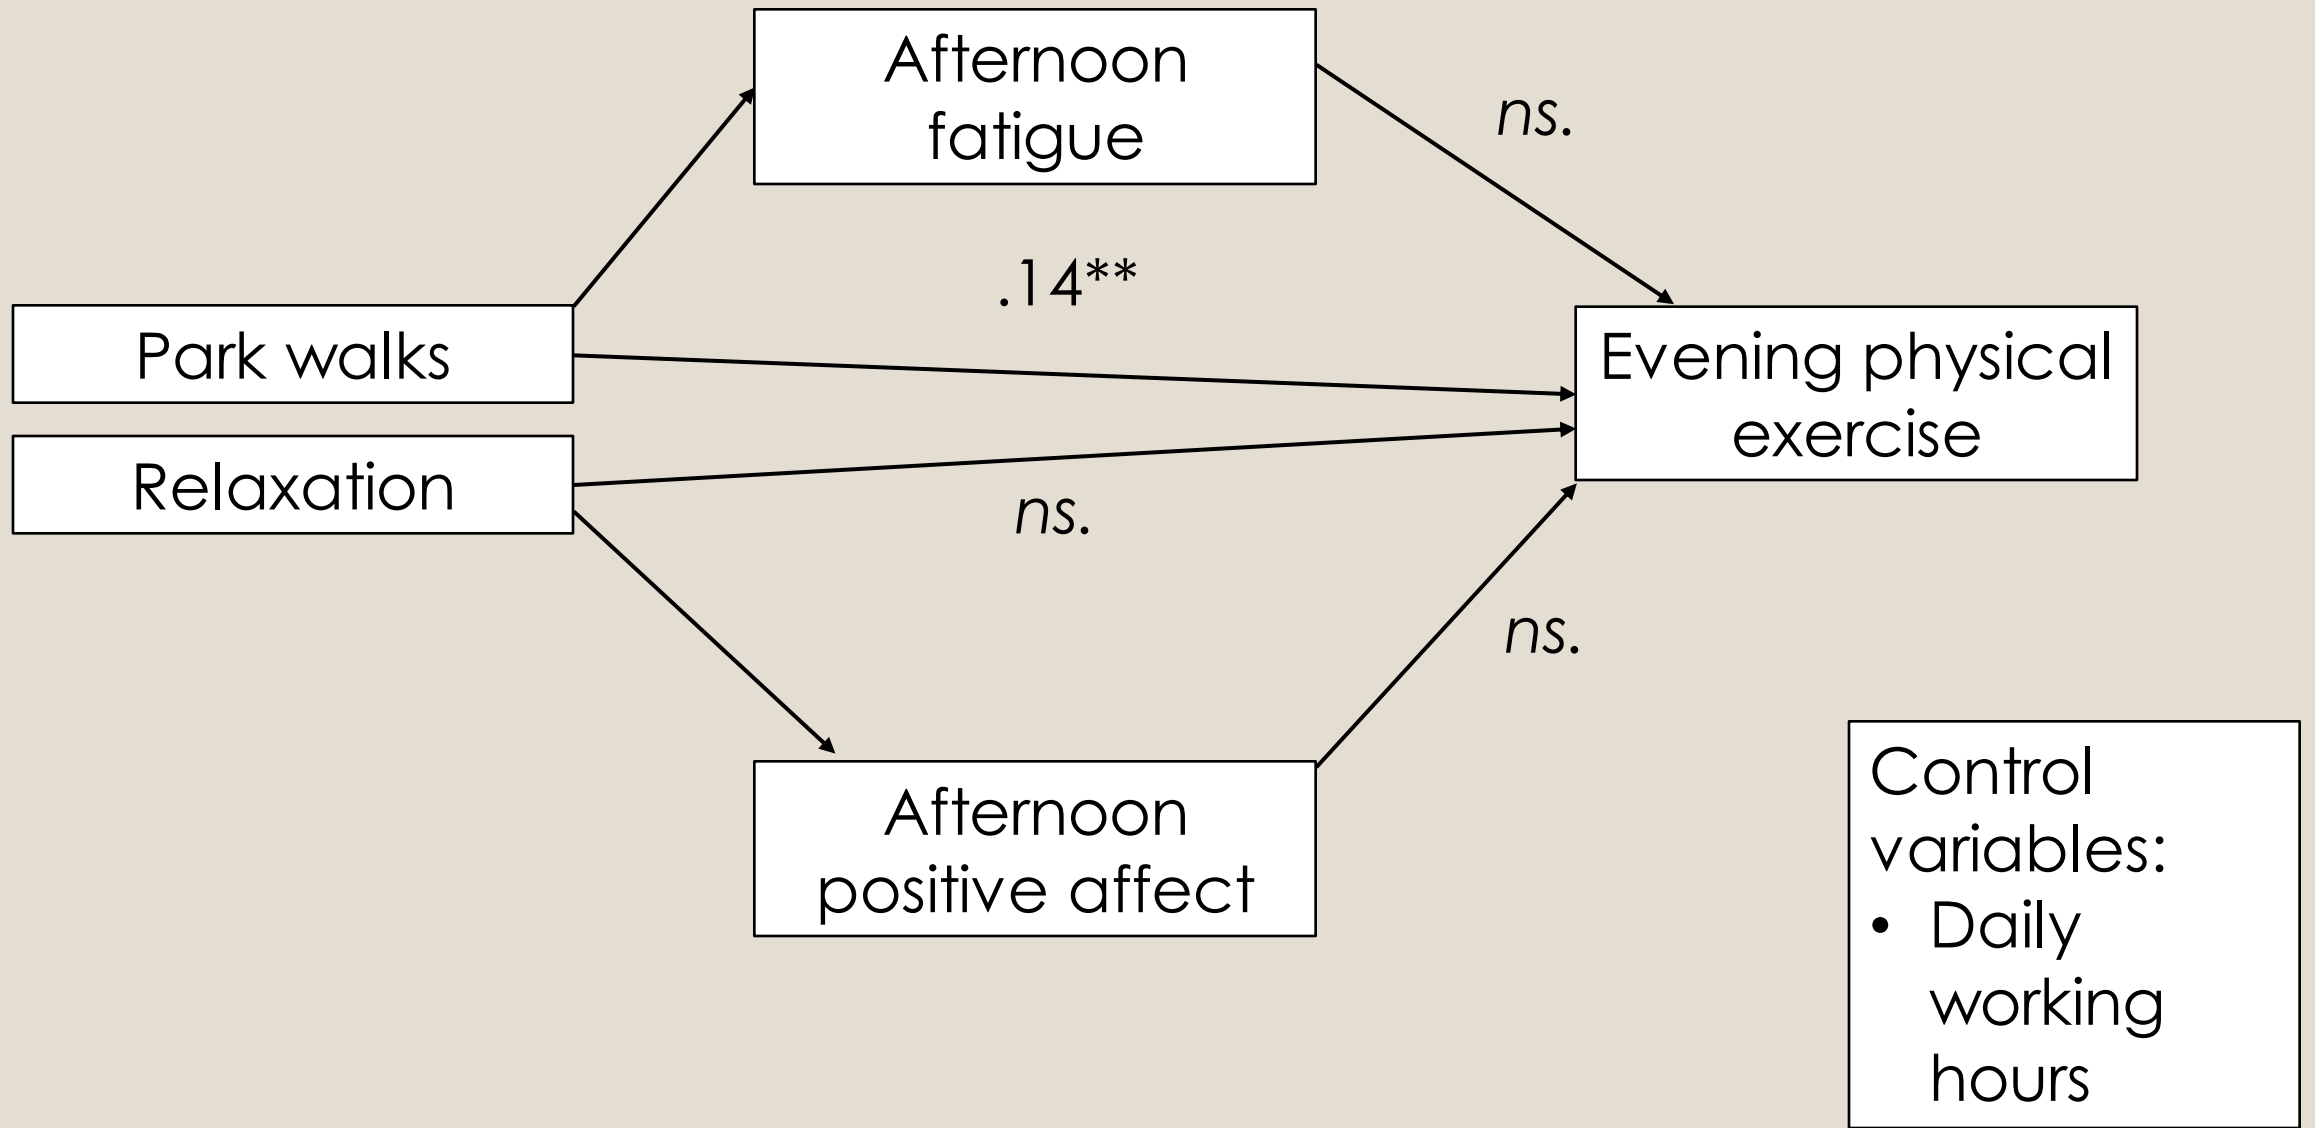 Afternoon
fatigue
ns.
.14**
Park walks
Evening physical
exercise
Relaxation
ns.
ns.
Afternoon
positive affect
Control
variables:
• Daily
working
hours